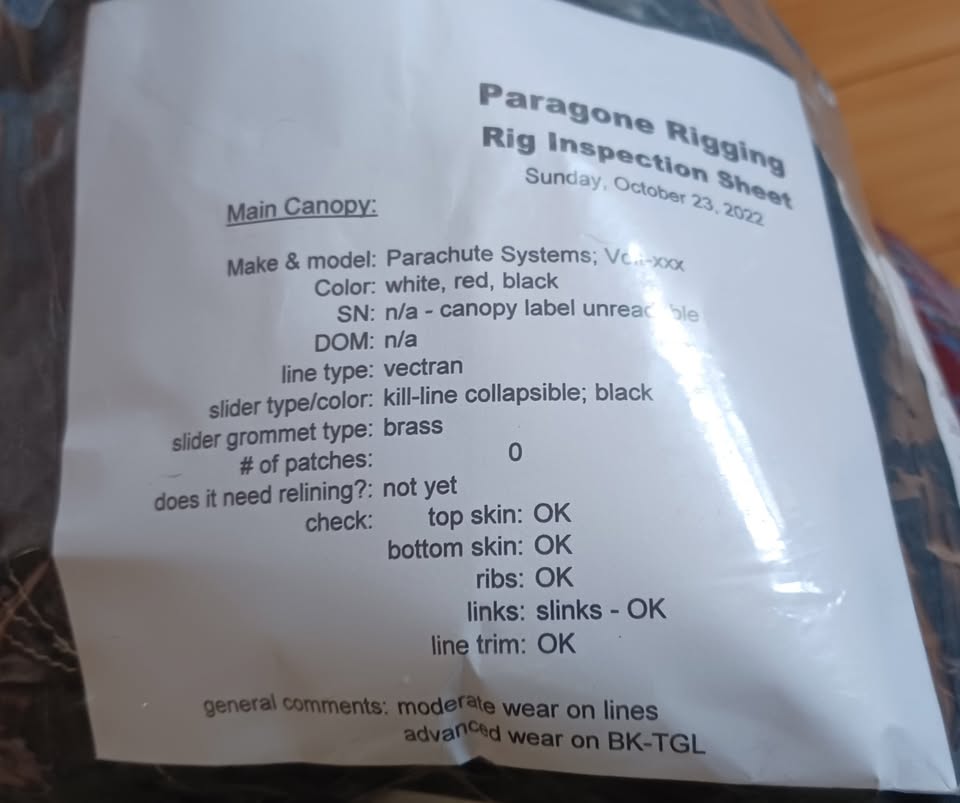 Paragone Rigging
Rig Inspection Sheet
Sunday, October 23, 2022
Main Canopy:
Make & model: Parachute Systems;
Color: white, red, black
SN: n/a - canopy label unreadable
DOM: n/a
line type: vectran
slider type/color: kill-line collapsible; black
slider grommet type: brass
# of patches: 0
does it need relining?: not yet
check: top skin: OK
bottom skin: OK
ribs: OK
links: slinks - OK
line trim: OK
general comments: moderate wear on lines
advanced wear on BK-TGL